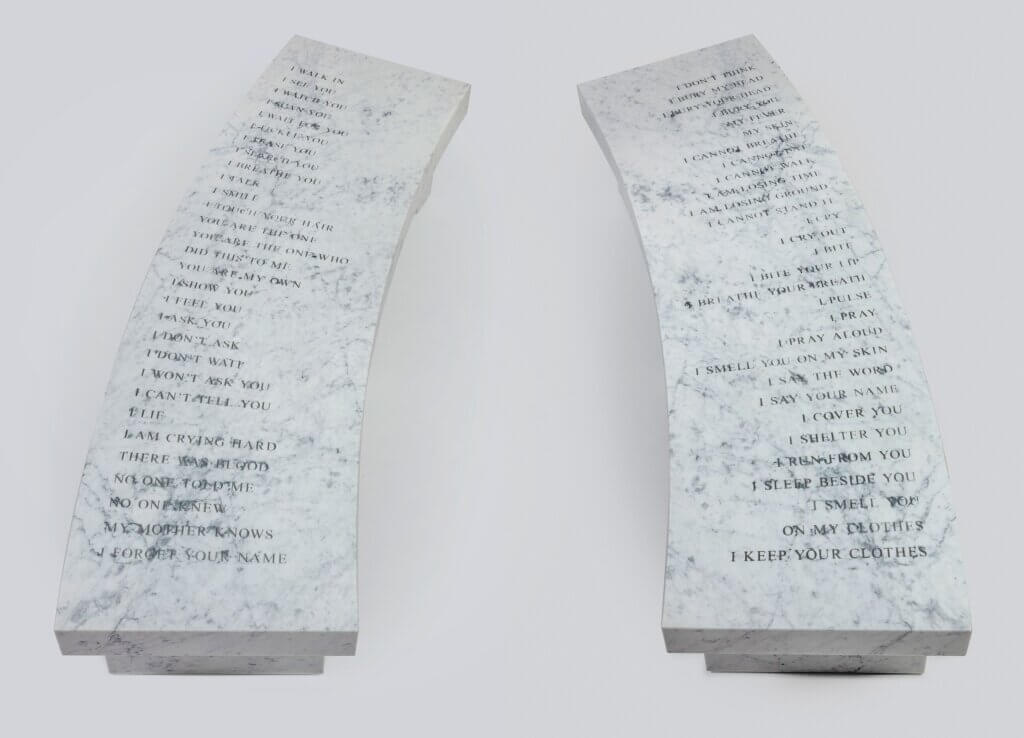 I WALK IN
I SEE YOU
I WATCH YOU
I SCAN YOU
I WAIT FOR YOU
I TICKLE YOU
I TEASE YOU
I SEARCH YOU
I BREATHE YOU
I TALK
I SMILE
I TOUCH YOUR HAIR
YOU ARE THE ONE
YOU ARE THE ONE WHO
DID THIS TO ME
YOU ARE MY OWN
I SHOW YOU
I FEEL YOU
I ASK YOU
I DON'T ASK
I DON'T WAIT
I WON'T ASK YOU
I CAN'T TELL YOU
I LIE
I AM CRYING HARD
THERE WAS BLOOD
NO ONE TOLD ME
NO ONE KNEW
MY MOTHER KNOWS
I FORGET YOUR NAME
I DON'T THINK
I BURY MY HEAD
I BURY YOUR HEAD
I BURY YOU
MY FEVER
MY SKIN
I CANNOT BREATHE
I CANNOT EAT
I CANNOT WALK
I AM LOSING TIME
I AM LOSING GROUND
I CANNOT STAND IT
I CRY
I CRY OUT
I BITE
I BITE YOUR LIP
I BREATHE YOUR BREATH
I PULSE
I PRAY
I PRAY ALOUD
I SMELL YOU ON MY SKIN
I SAY THE WORD
I SAY YOUR NAME
I COVER YOU
I SHELTER YOU
I RUN FROM YOU
I SLEEP BESIDE YOU
I SMELL YOU
ON MY CLOTHES
I KEEP YOUR CLOTHES